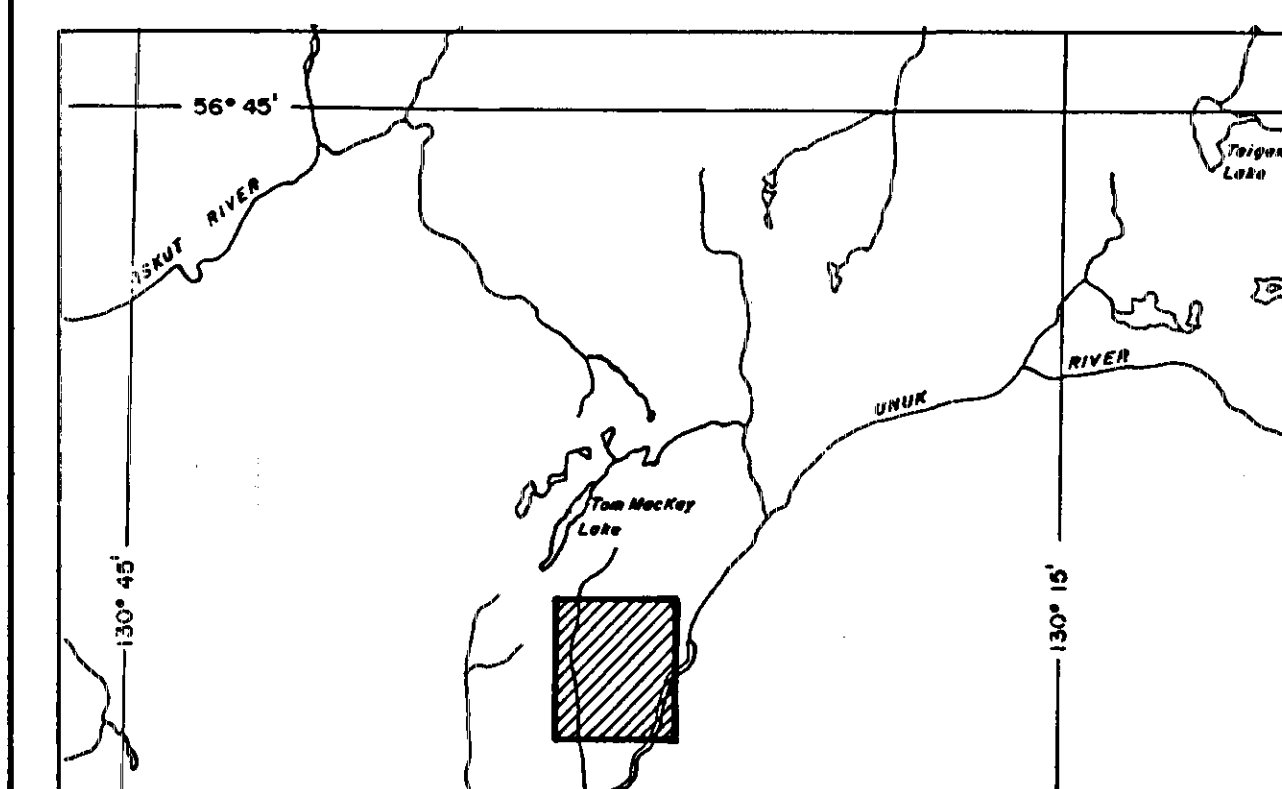 56° 45'
Lake
RIVER
RIVER
UNUK
Tom MacKay
Lake
130° 45'
130° 15'